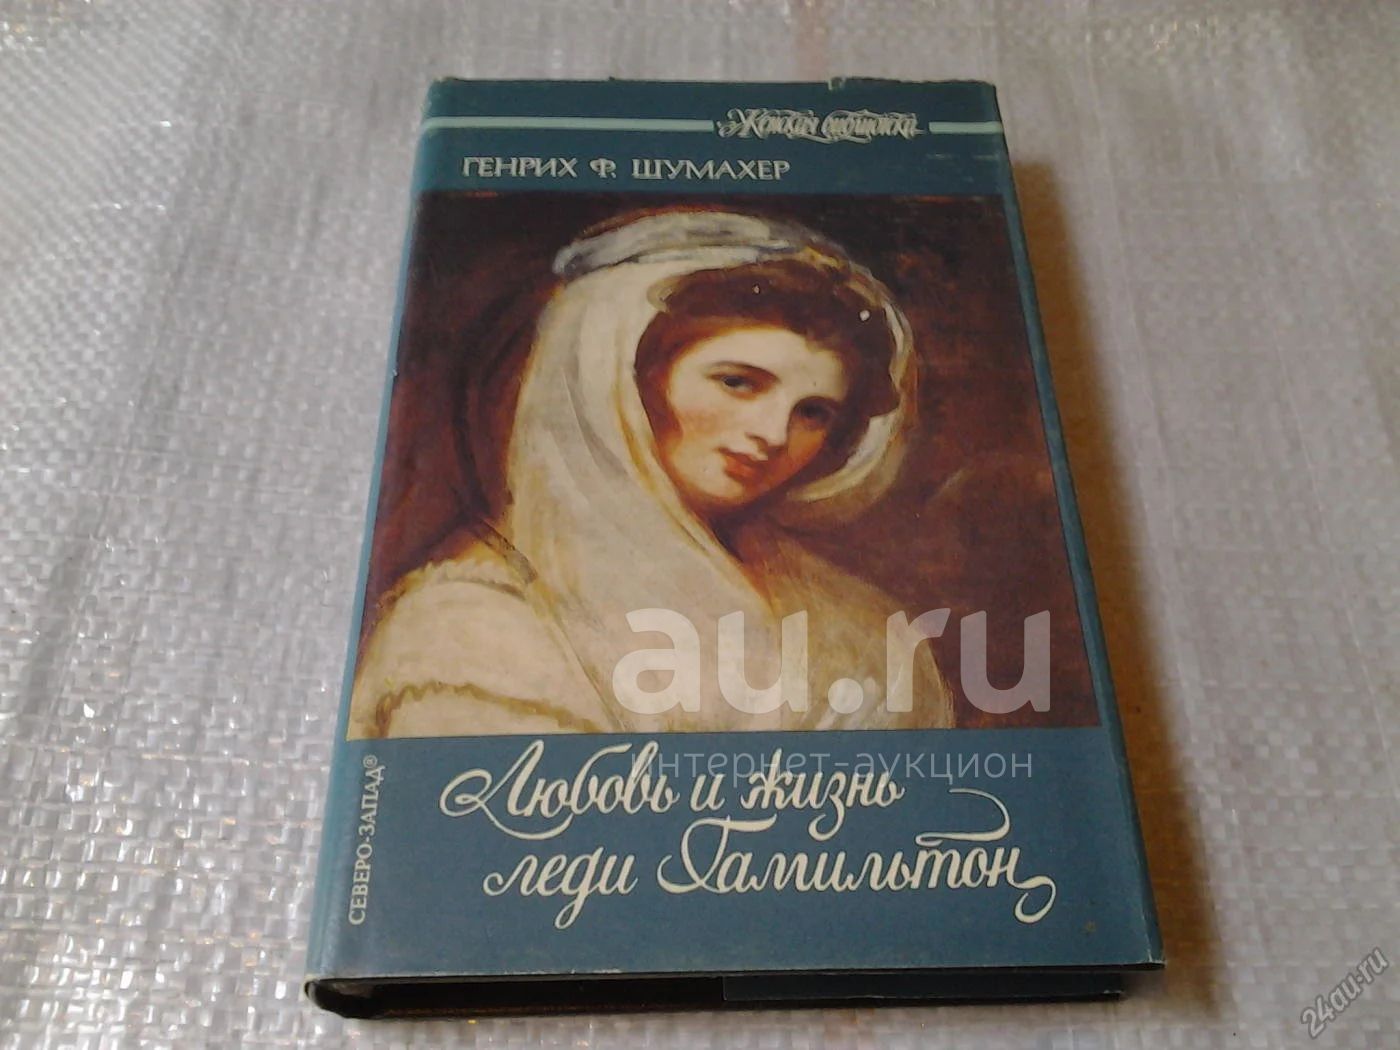 Женская библиотека
ГЕНРИХ Ф. ШУМАХЕР
au.ru
интернет-аукцион
Любовь и жизнь
леди Гамильтон
СЕВЕРО-ЗАПАД®
24au.ru